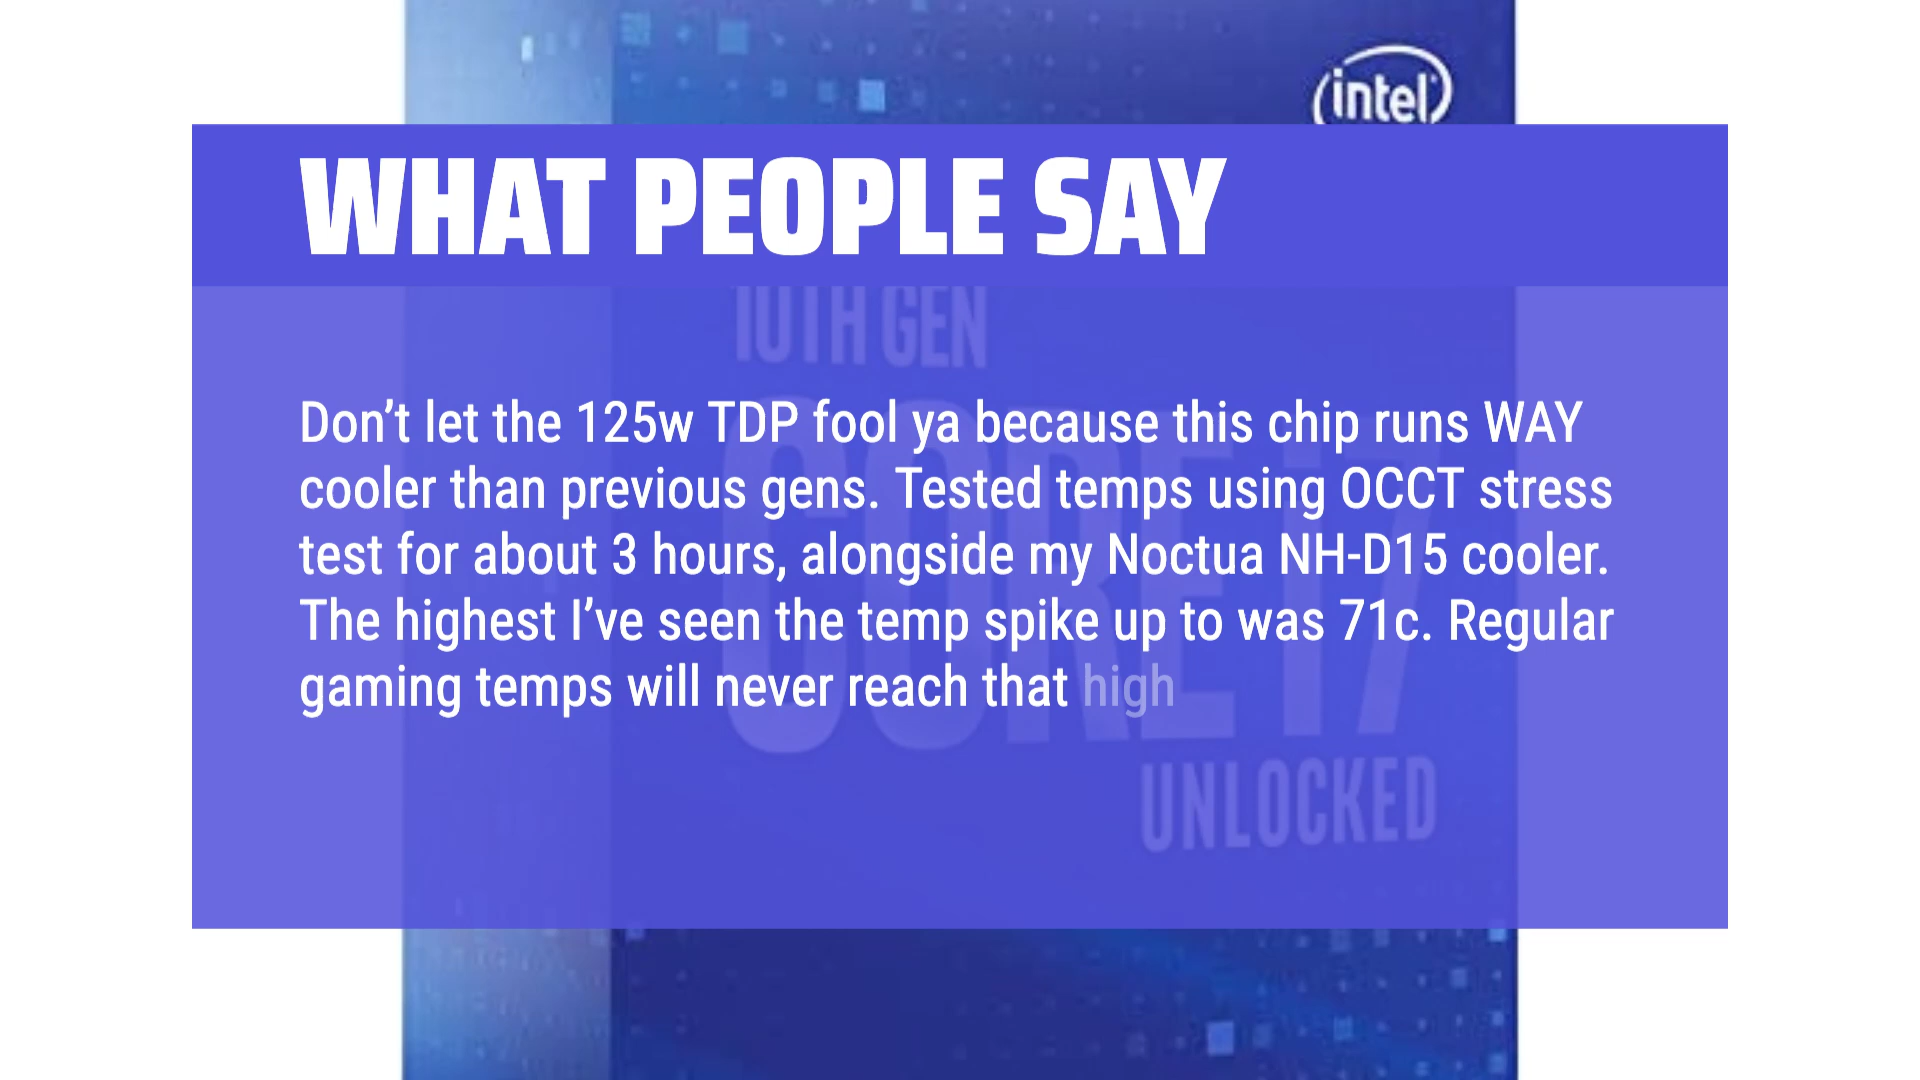 intel
WHAT PEOPLE SAY
10TH GEN
Don’t let the 125w TDP fool ya because this chip runs WAY
cooler than previous gens. Tested temps using OCCT stress
test for about 3 hours, alongside my Noctua NH-D15 cooler.
The highest I’ve seen the temp spike up to was 71c. Regular
gaming temps will never reach that high
CORE i7
UNLOCKED